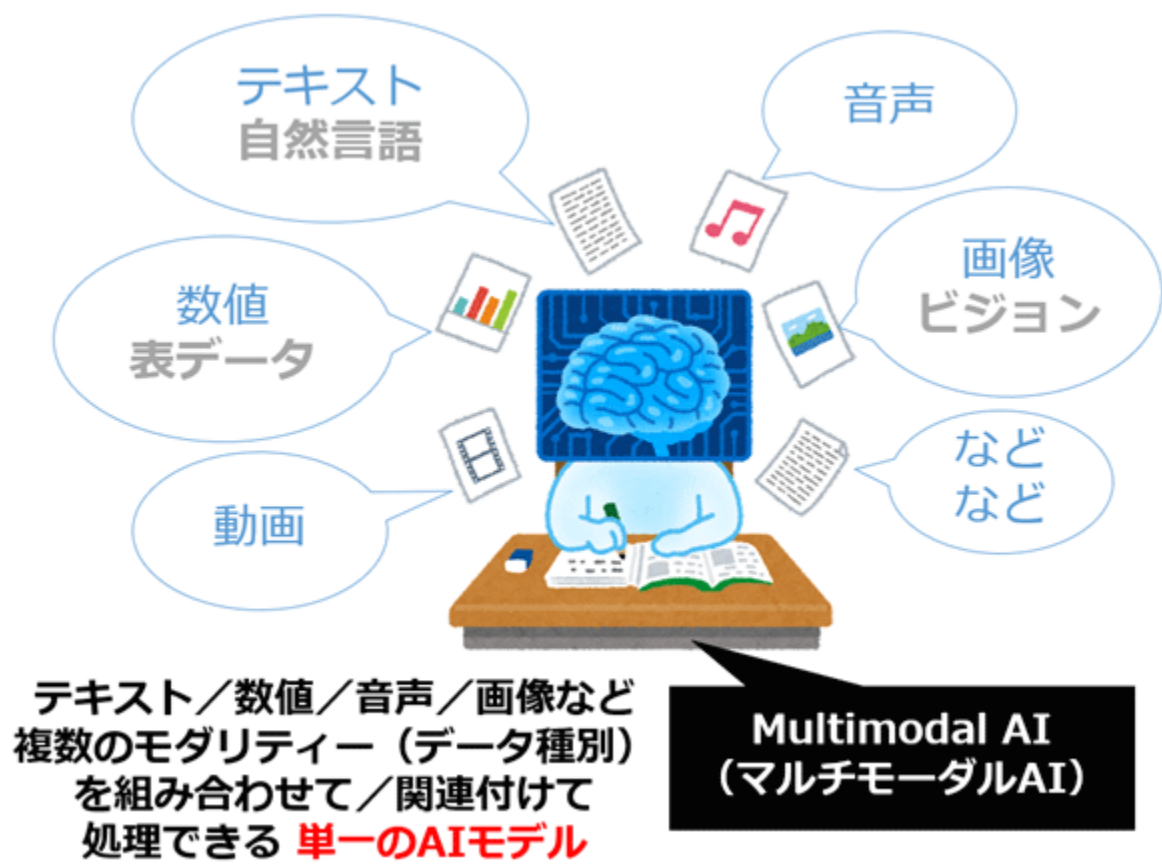 テキスト
自然言語
音声
数値
表データ
画像
ビジョン
動画
など
など
テキスト／数値／音声／画像など
複数のモダリティー（データ種別）
を組み合わせて／関連付けて
処理できる 単一のAIモデル
Multimodal AI
（マルチモーダルAI）